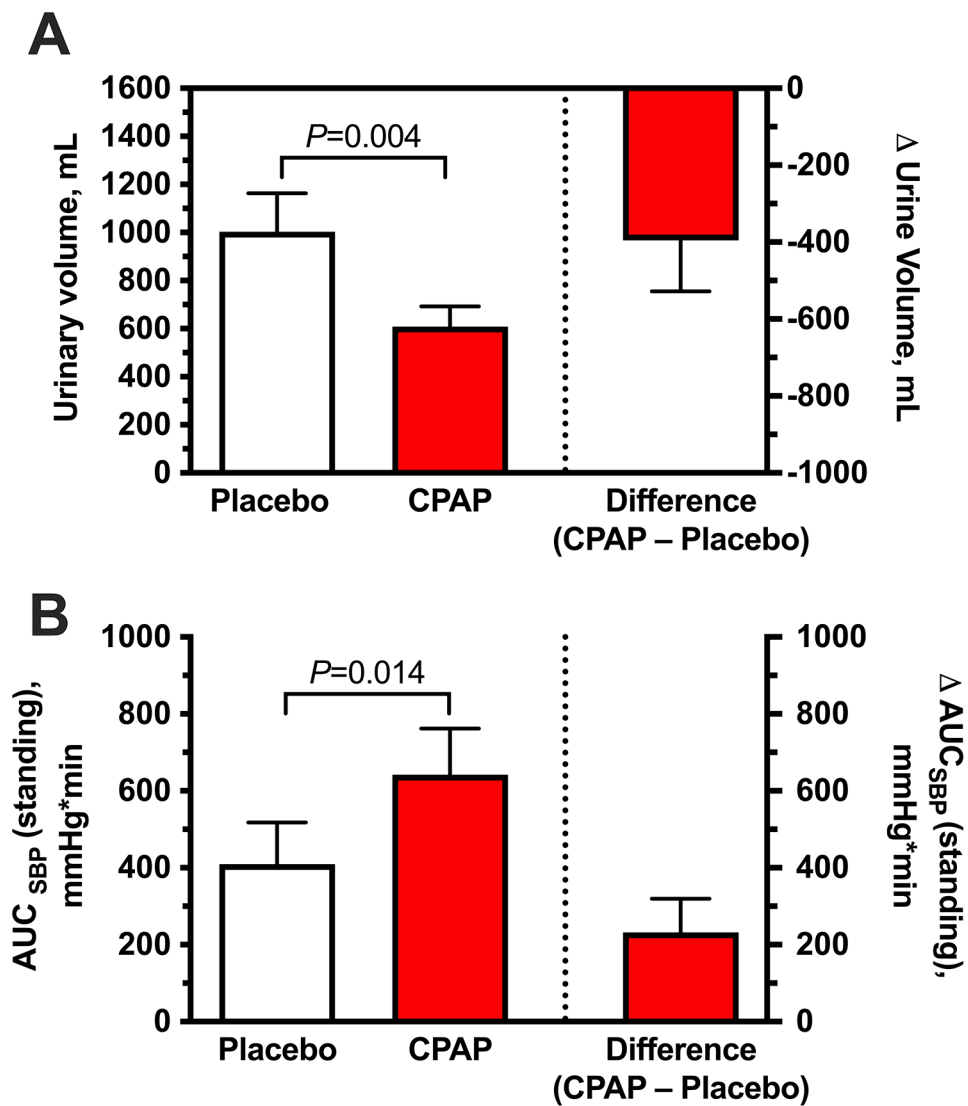 A
Urinary volume, mL
1600
1400
1200
1000
800
600
400
200
0
P=0.004
0
-200
-400
-600
-800
-1000
Δ Urine Volume, mL
Placebo
CPAP
Difference
(CPAP – Placebo)
B
AUC SBP (standing),
mmHg*min
1000
800
600
400
200
0
P=0.014
1000
800
600
400
200
0
Δ AUCSBP (standing),
mmHg*min
Placebo
CPAP
Difference
(CPAP – Placebo)